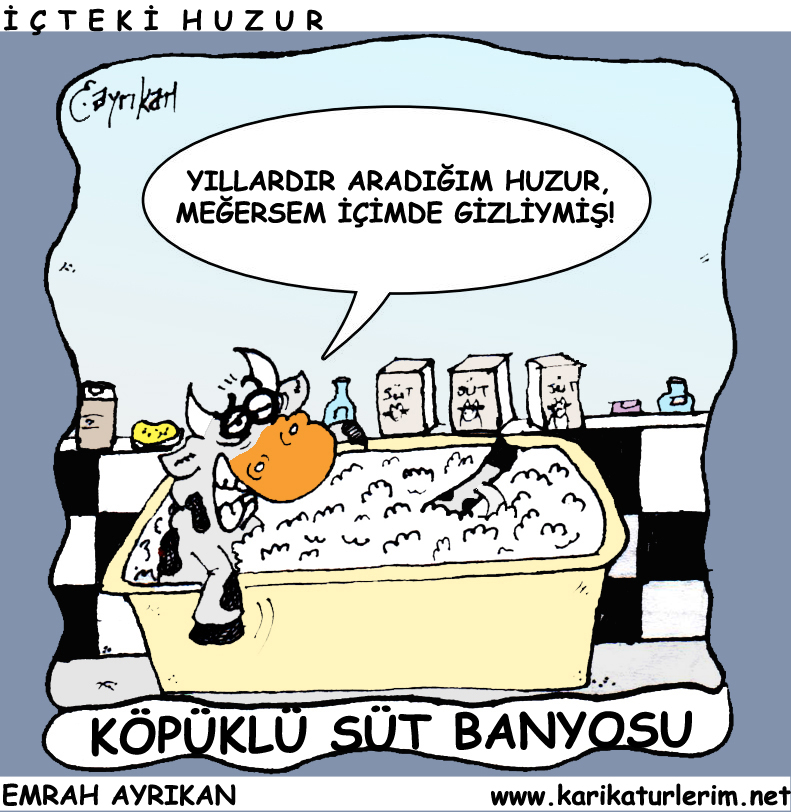 İÇTEKİ HUZUR
E.ayrıkan
YILLARDIR ARADIĞIM HUZUR,
MEĞERSEM İÇİMDE GİZLİYMİŞ!
SÜT
SÜT
SÜT
KÖPÜKLÜ SÜT BANYOSU
EMRAH AYRIKAN
www.karikaturlerim.net